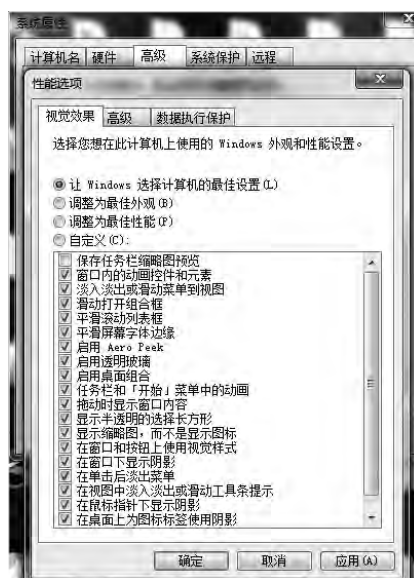 系统属性
计算机名 硬件 高级 系统保护 远程
性能选项
视觉效果 高级 数据执行保护
选择您想在此计算机上使用的 Windows 外观和性能设置。
让 Windows 选择计算机的最佳设置(L)
调整为最佳外观(B)
调整为最佳性能(P)
自定义(C):
保存任务栏缩略图预览
窗口内的动画控件和元素
淡入淡出或滑动菜单到视图
滑动打开组合框
平滑滚动列表框
平滑屏幕字体边缘
启用 Aero Peek
启用透明玻璃
启用桌面组合
任务栏和「开始」菜单中的动画
拖动时显示窗口内容
显示半透明的选择长方形
显示缩略图，而不是显示图标
在窗口和按钮上使用视觉样式
在窗口下显示阴影
在单击后淡出菜单
在视图中淡入淡出或滑动工具条提示
在鼠标指针下显示阴影
在桌面上为图标标签使用阴影
确定 取消 应用(A)